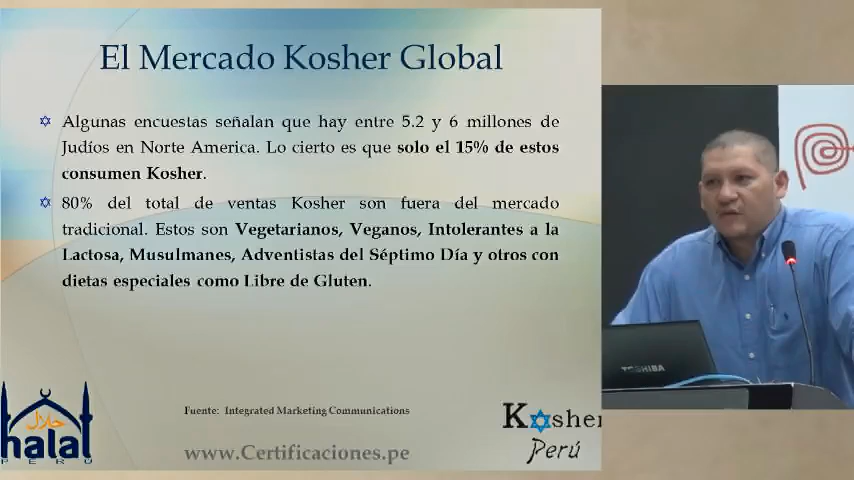 El Mercado Kosher Global
Algunas encuestas señalan que hay entre 5.2 y 6 millones de
Judíos en Norte America. Lo cierto es que solo el 15% de estos
consumen Kosher.
80% del total de ventas Kosher son fuera del mercado
tradicional. Estos son Vegetarianos, Veganos, Intolerantes a la
Lactosa, Musulmanes, Adventistas del Séptimo Día y otros con
dietas especiales como Libre de Gluten.
TOSHIBA
حلال
halal
PERÚ
Fuente: Integrated Marketing Communications
www.Certificaciones.pe
Kosher
Perú